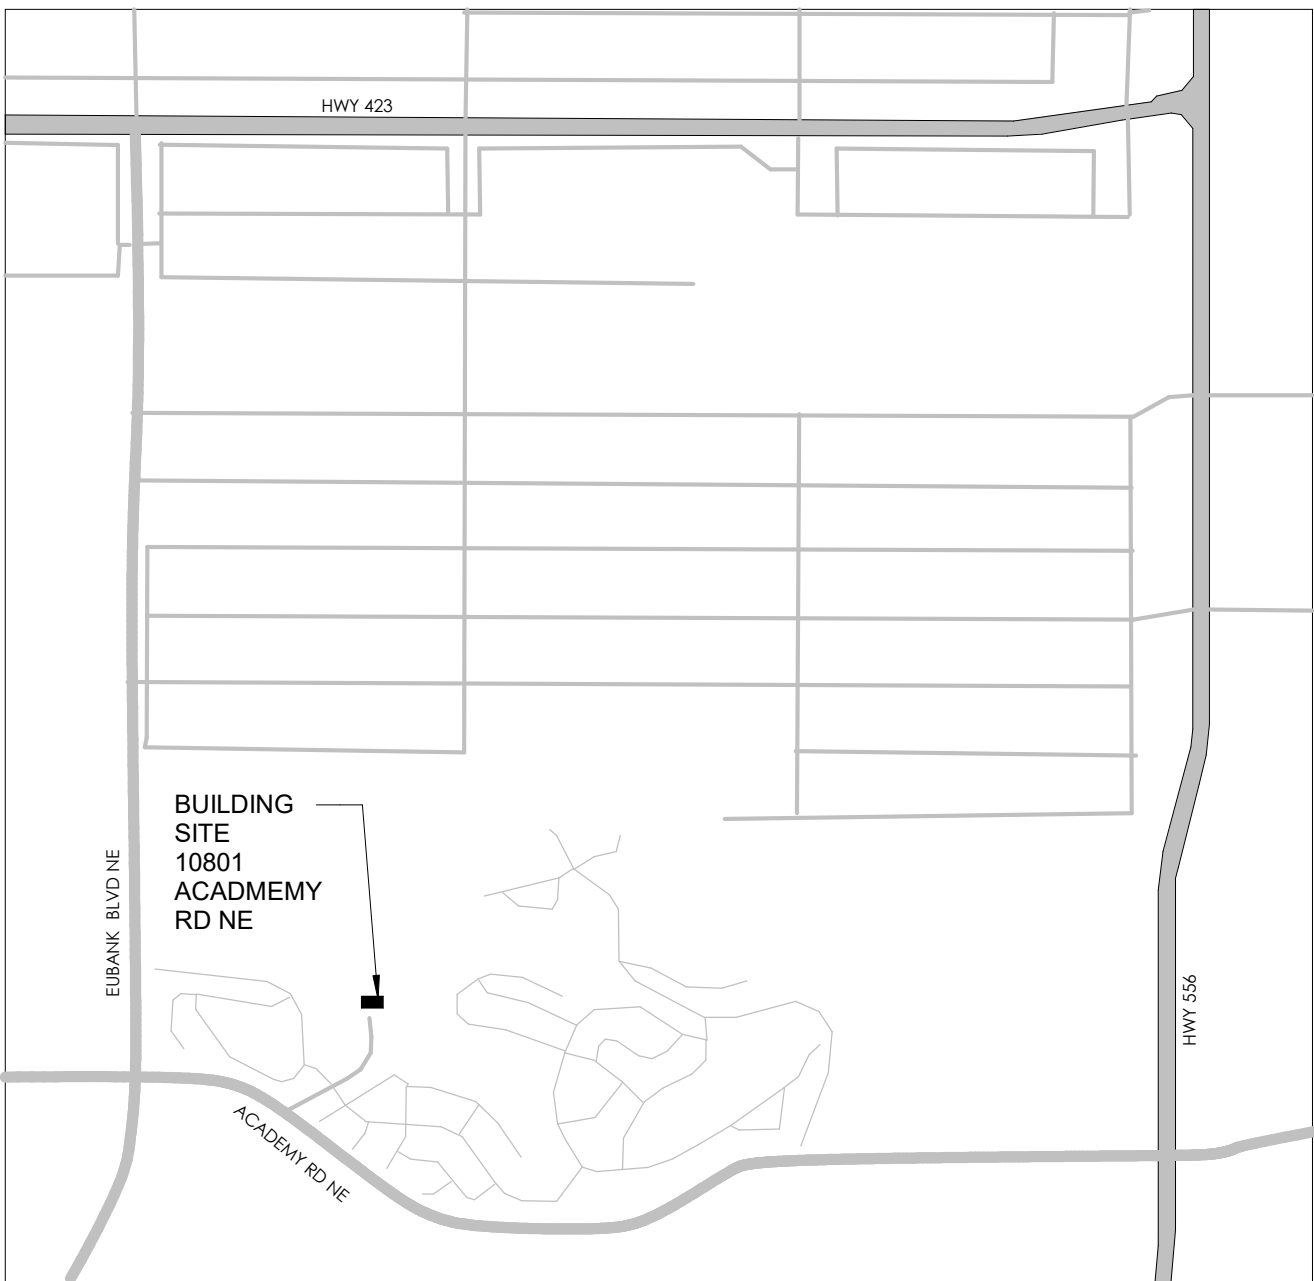 HWY 423
BUILDING
SITE
10801
ACADMEMY
RD NE
EUBANK BLVD NE
HWY 556
ACADEMY RD NE